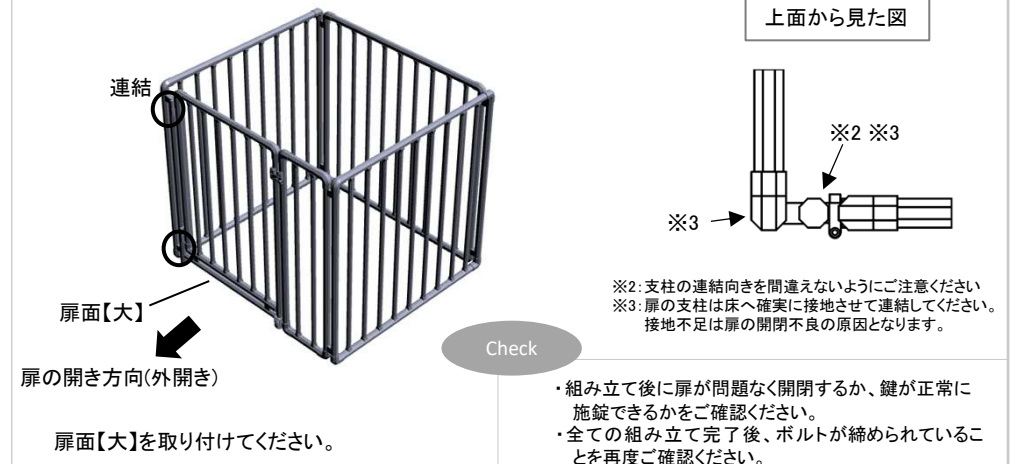 上面から見た図
連結
※2 ※3
※3
※2:支柱の連結向きを間違えないようにご注意ください
※3:扉の支柱は床へ確実に接地させて連結してください。
接地不足は扉の開閉不良の原因となります。
扉面【大】
扉の開き方向(外開き)
Check
扉面【大】を取り付けてください。
・組み立て後に扉が問題なく開閉するか、鍵が正常に
施錠できるかをご確認ください。
・全ての組み立て完了後、ボルトが締められているこ
とを再度ご確認ください。